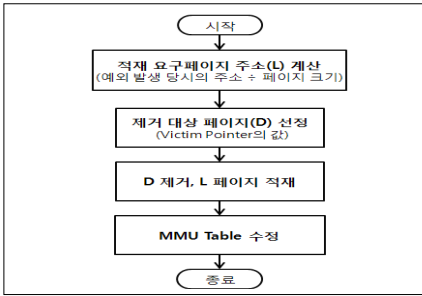 시작
적재 요구페이지 주소(L) 계산
(예외 발생 당시의 주소 ÷ 페이지 크기)
제거 대상 페이지(D) 선정
(Victim Pointer의 값)
D 제거, L 페이지 적재
MMU Table 수정
종료